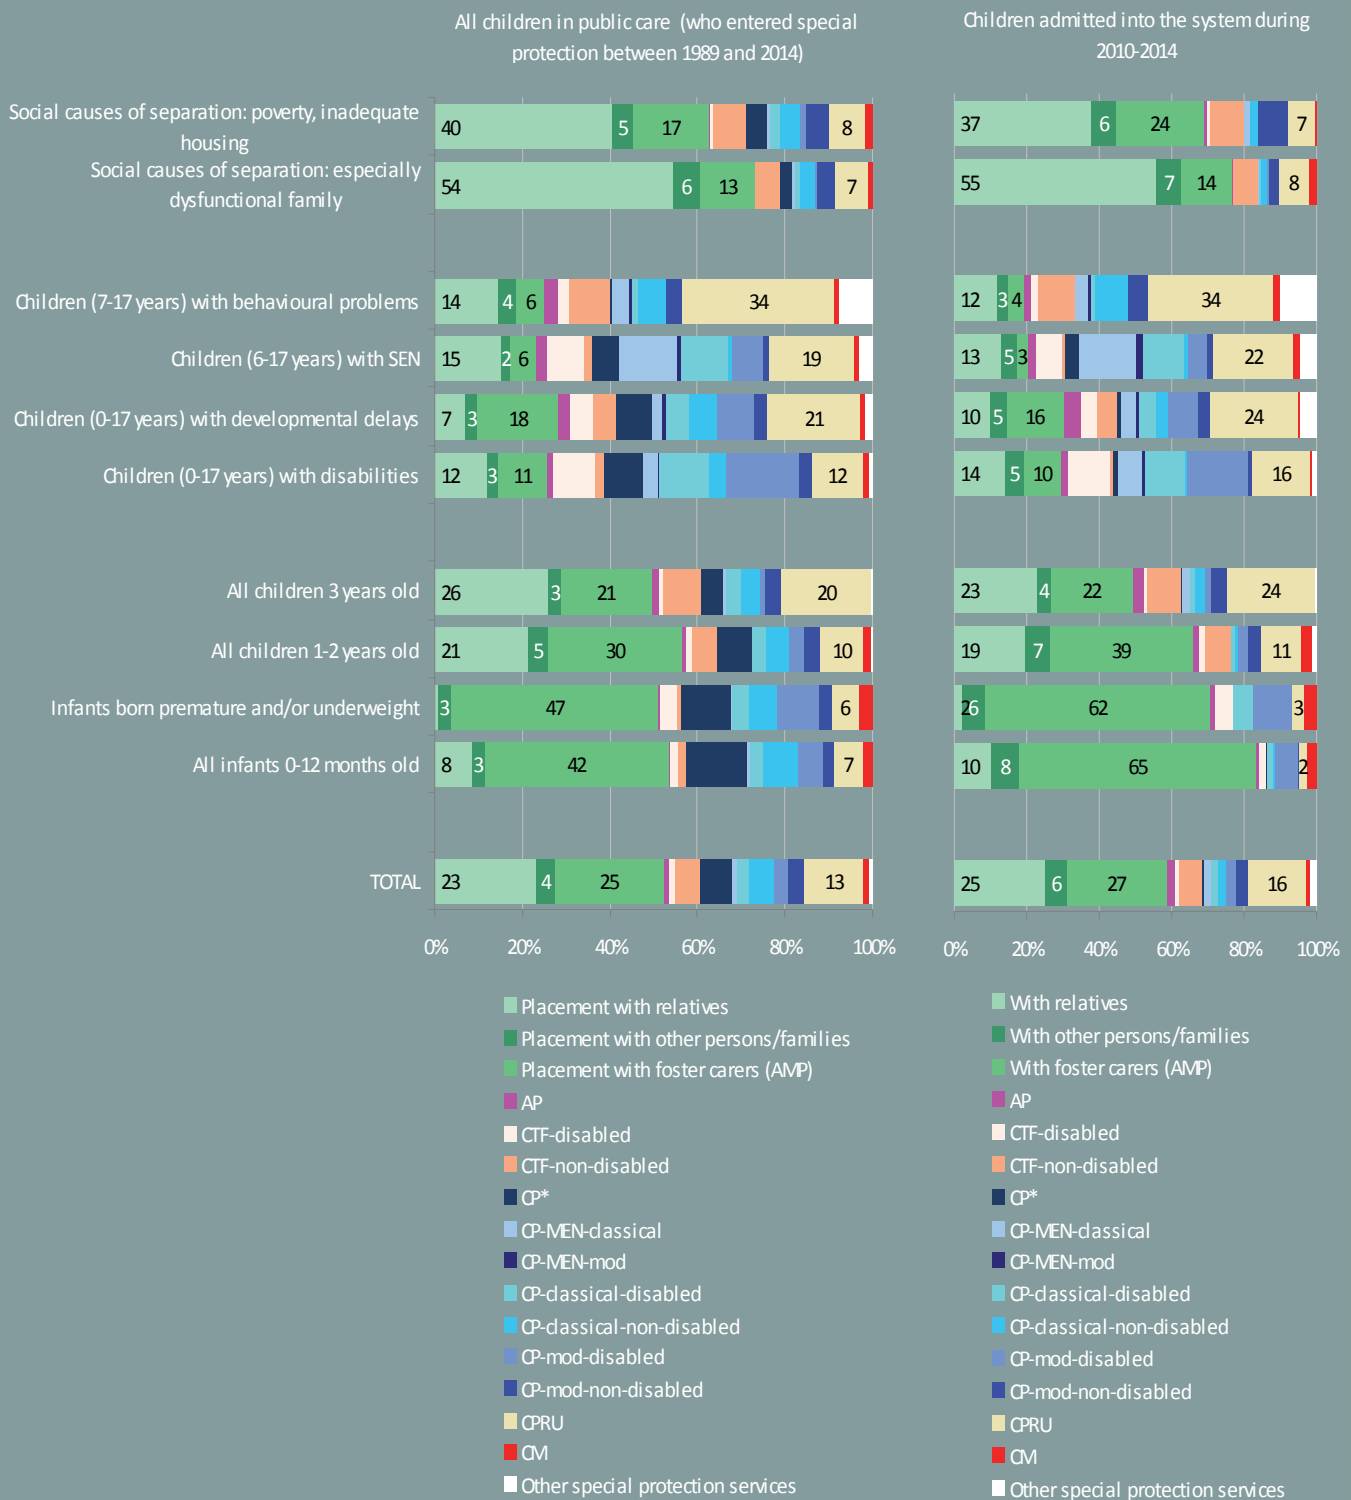 All children in public care (who entered special
protection between 1989 and 2014)
Children admitted into the system during
2010-2014
Social causes of separation: poverty, inadequate
housing
40 5 17 8
37 6 24 7
Social causes of separation: especially
dysfunctional family
54 6 13 7
55 7 14 8
Children (7-17 years) with behavioural problems
14 4 6 34
12 3 4 34
Children (6-17 years) with SEN
15 2 6 19
13 5 3 22
Children (0-17 years) with developmental delays
7 3 18 21
10 5 16 24
Children (0-17 years) with disabilities
12 3 11 12
14 5 10 16
All children 3 years old
26 3 21 20
23 4 22 24
All children 1-2 years old
21 5 30 10
19 7 39 11
Infants born premature and/or underweight
3 47 6
2 6 62 3
All infants 0-12 months old
8 3 42 7
10 8 65 2
TOTAL
23 4 25 13
25 6 27 16
0% 20% 40% 60% 80% 100%
0% 20% 40% 60% 80% 100%
Placement with relatives
Placement with other persons/families
Placement with foster carers (AMP)
AP
CTF-disabled
CTF-non-disabled
CP*
CP-MEN-classical
CP-MEN-mod
CP-classical-disabled
CP-classical-non-disabled
CP-mod-disabled
CP-mod-non-disabled
CPRU
CM
Other special protection services
With relatives
With other persons/families
With foster carers (AMP)
AP
CTF-disabled
CTF-non-disabled
CP*
CP-MEN-classical
CP-MEN-mod
CP-classical-disabled
CP-classical-non-disabled
CP-mod-disabled
CP-mod-non-disabled
CPRU
CM
Other special protection services